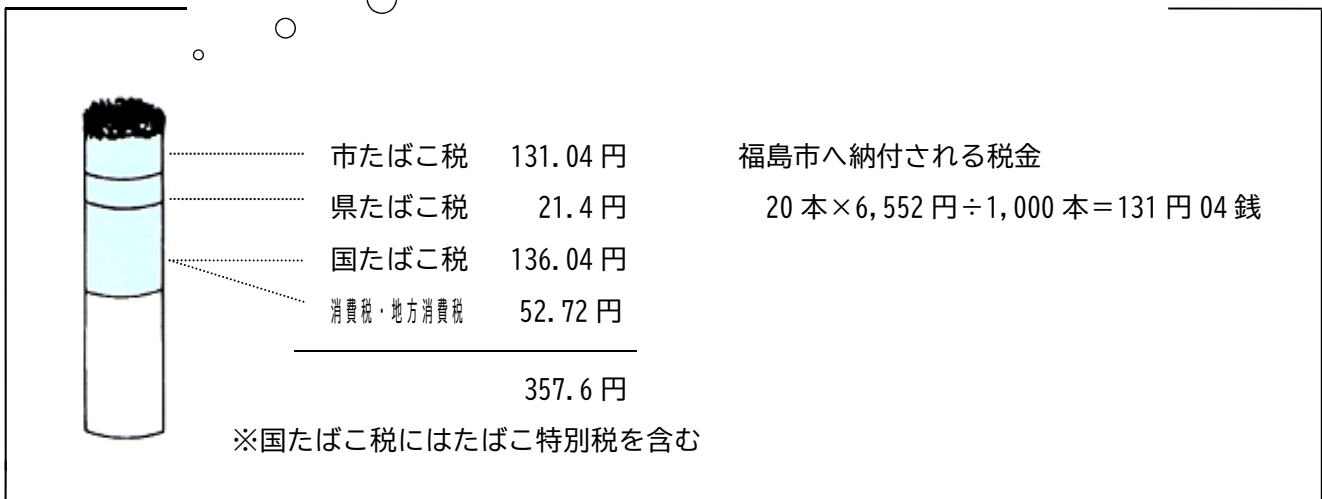 市たばこ税 131.04円 福島市へ納付される税金
県たばこ税 21.4円 20本×6,552円÷1,000本=131円04銭
国たばこ税 136.04円
消費税・地方消費税 52.72円
357.6円
※国たばこ税にはたばこ特別税を含む